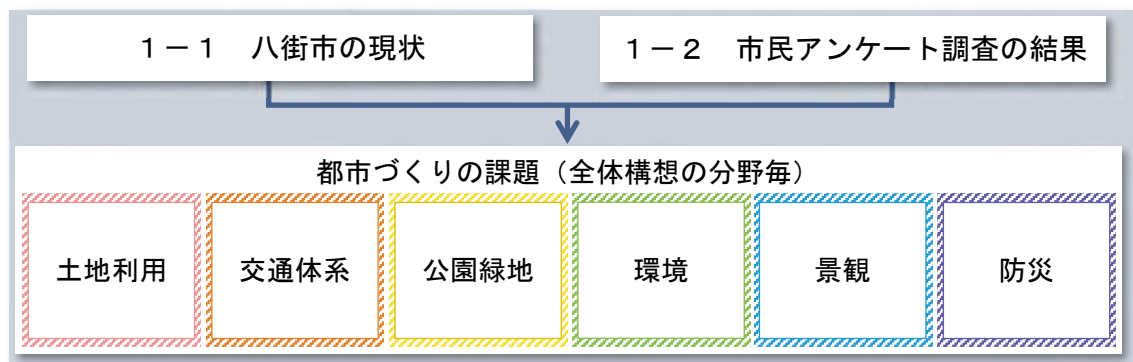 1－1　八街市の現状
1－2　市民アンケート調査の結果
都市づくりの課題（全体構想の分野毎）
土地利用
交通体系
公園緑地
環境
景観
防災